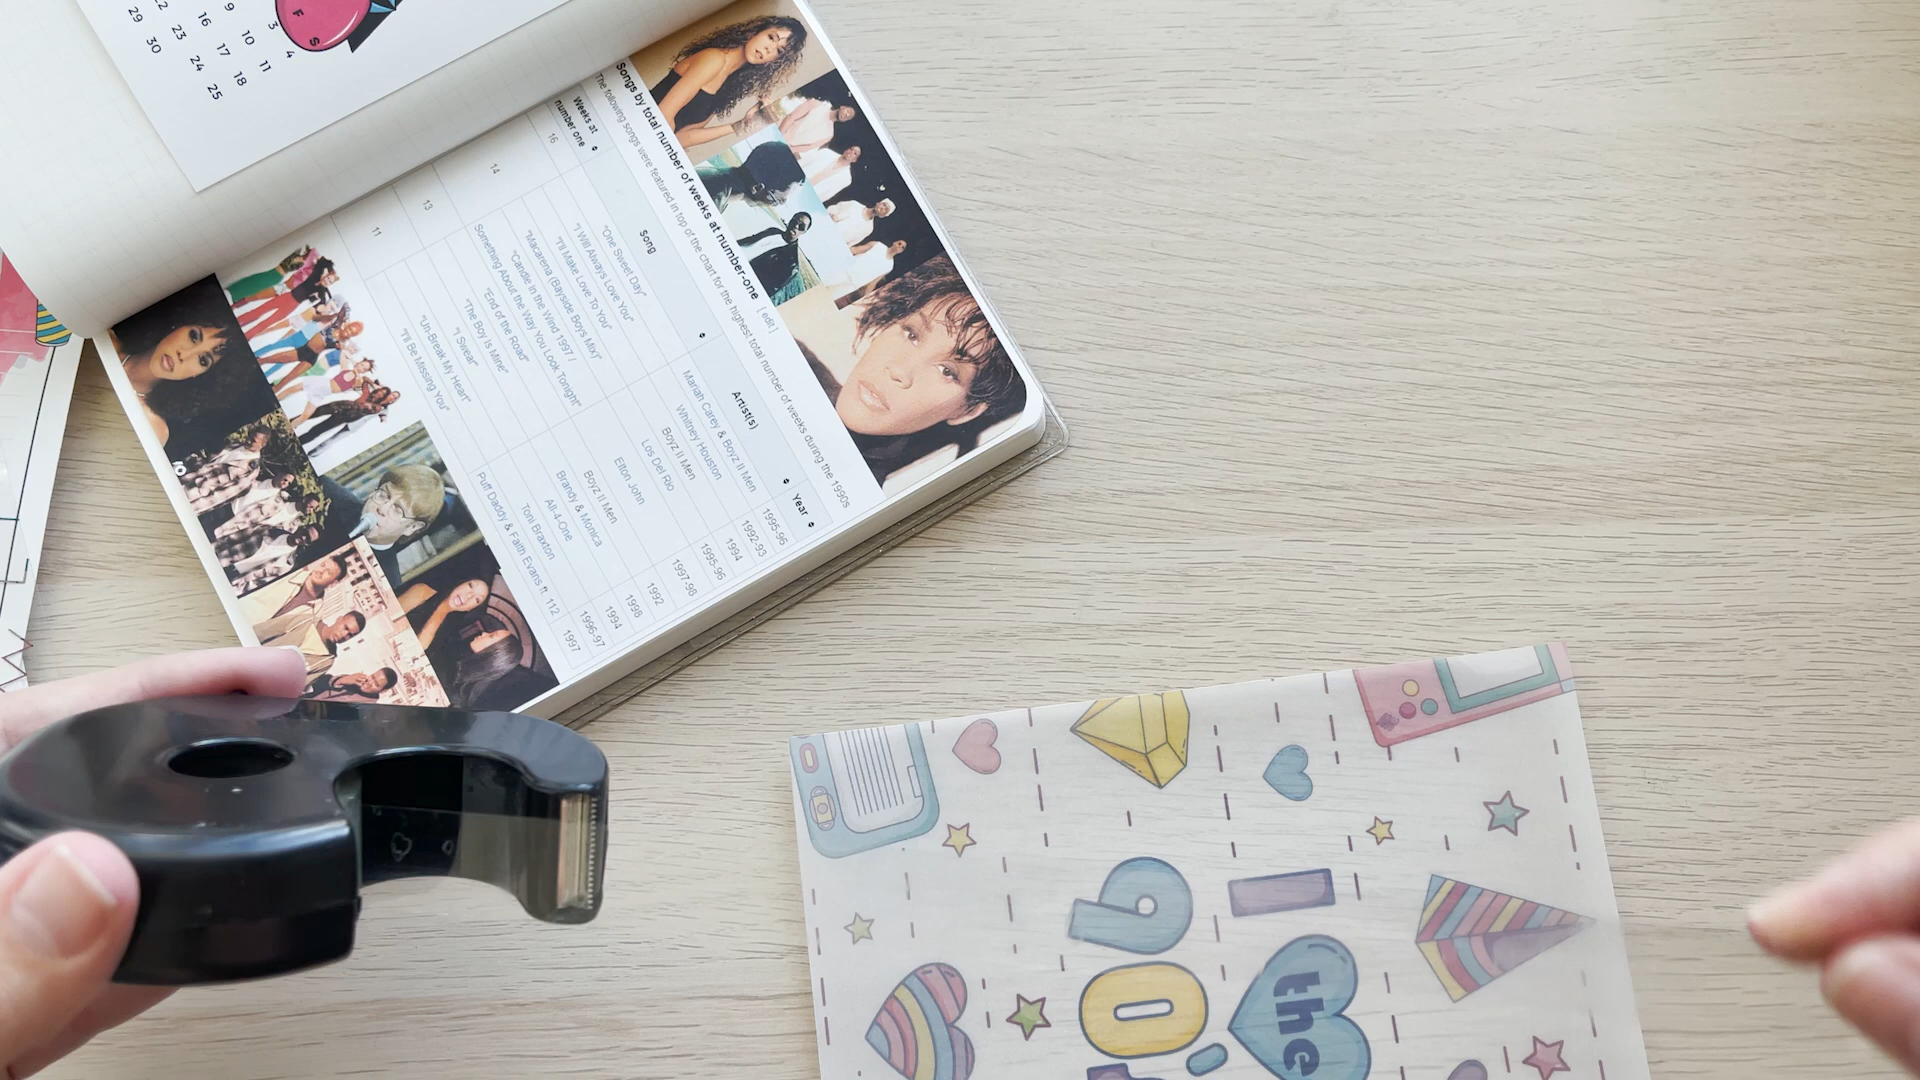 F S
3 4
9 10 11
16 17 18
23 24 25
29 30
Songs by total number of weeks at number-one [ edit ]
The following songs were featured in top of the chart for the highest total number of weeks during the 1990s
Weeks at number one Song Artist(s) Year
16 "One Sweet Day" Mariah Carey & Boyz II Men 1995-96
14 "I Will Always Love You" Whitney Houston 1992-93
"I'll Make Love To You" Boyz II Men 1994
"Macarena (Bayside Boys Mix)" Los Del Rio 1995-96
"Candle in the Wind 1997 /
Something About the Way You Look Tonight" Elton John 1997-98
13 "End of the Road" Boyz II Men 1992
"The Boy Is Mine" Brandy & Monica 1998
11 "I Swear" All-4-One 1994
"Un-Break My Heart" Toni Braxton 1996-97
"I'll Be Missing You" Puff Daddy & Faith Evans ft. 112 1997
I the
90'